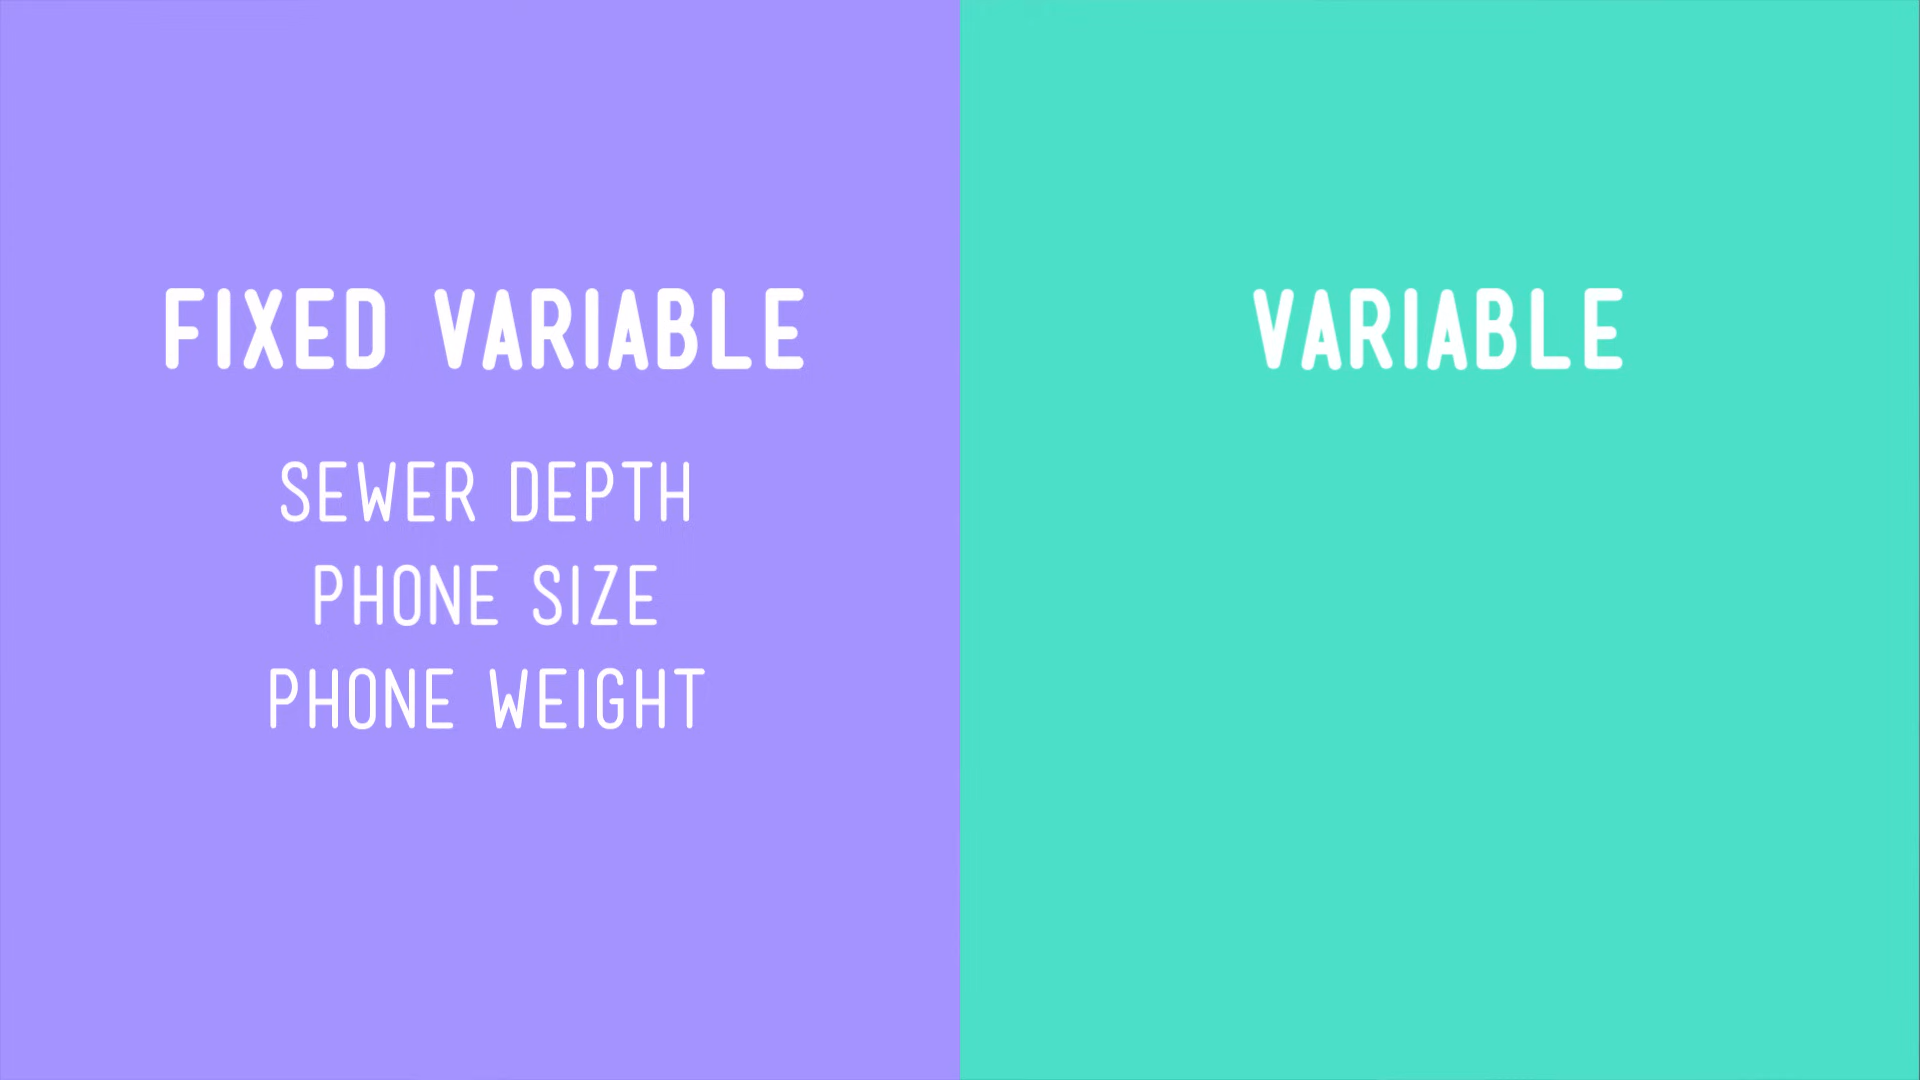 FIXED VARIABLE
SEWER DEPTH
PHONE SIZE
PHONE WEIGHT
VARIABLE